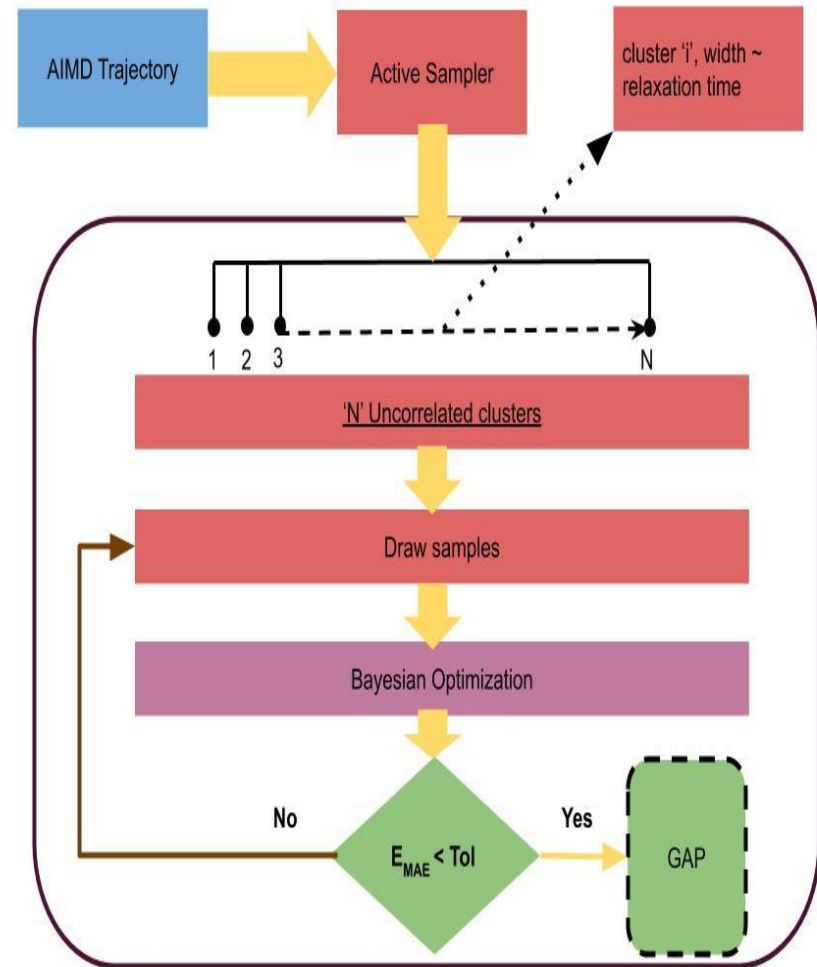 AIMD Trajectory
Active Sampler
cluster ‘i’, width ~
relaxation time
1 2 3 N
‘N’ Uncorrelated clusters
Draw samples
Bayesian Optimization
No
Yes
E_MAE < Tol
GAP